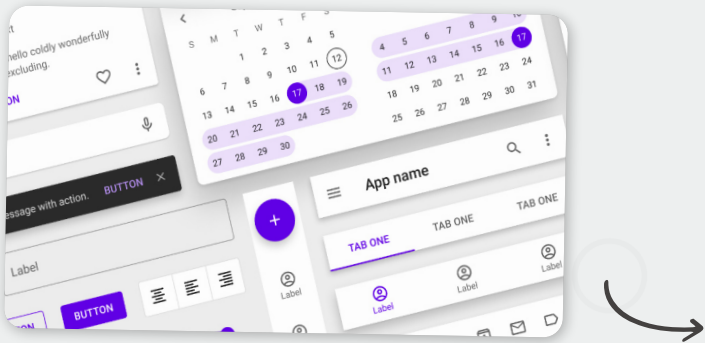 hello coldly wonderfully
excluding.
S M T W T F S
1 2 3 4 5
6 7 8 9 10 11 12
13 14 15 16 17 18 19
20 21 22 23 24 25 26
27 28 29 30
4 5 6 7 8 9 10
11 12 13 14 15 16 17
18 19 20 21 22 23 24
25 26 27 28 29 30 31
App name
message with action. BUTTON
TAB ONE TAB ONE TAB ONE
Label
Label
Label Label Label
BUTTON